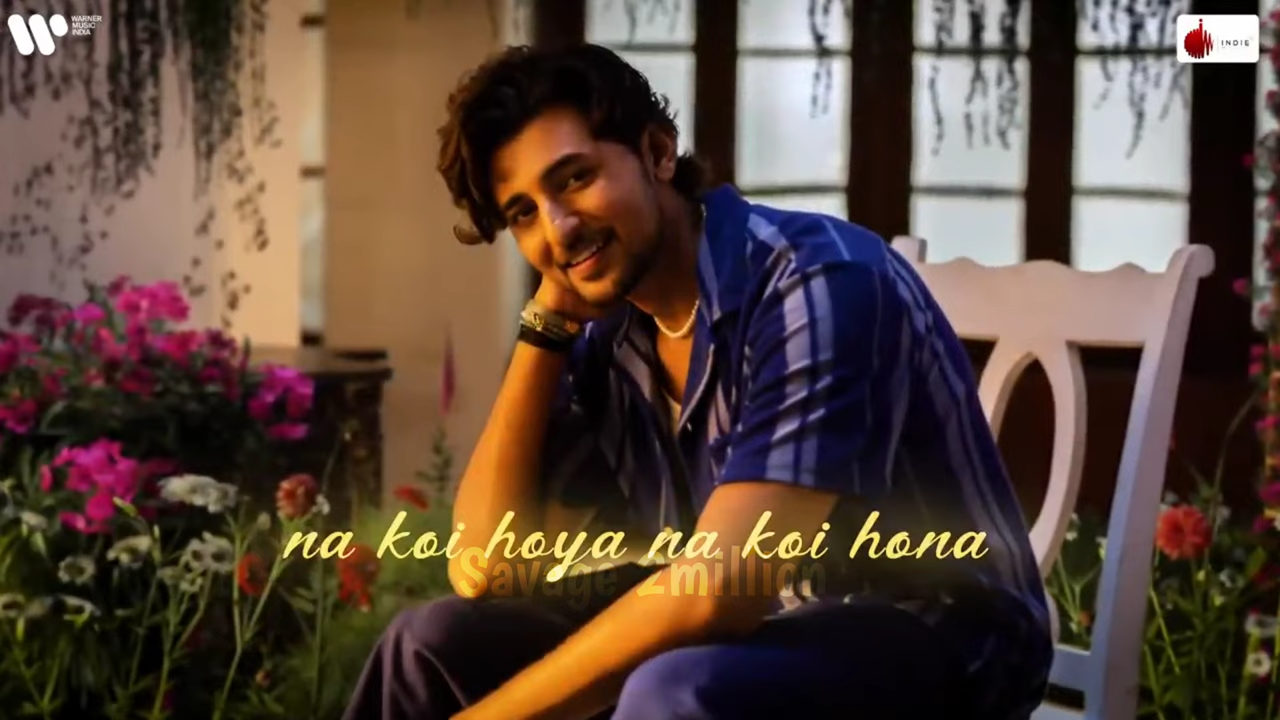 WARNER
MUSIC
INDIA
INDIE
na koi hoya na koi hona
Savage 2million